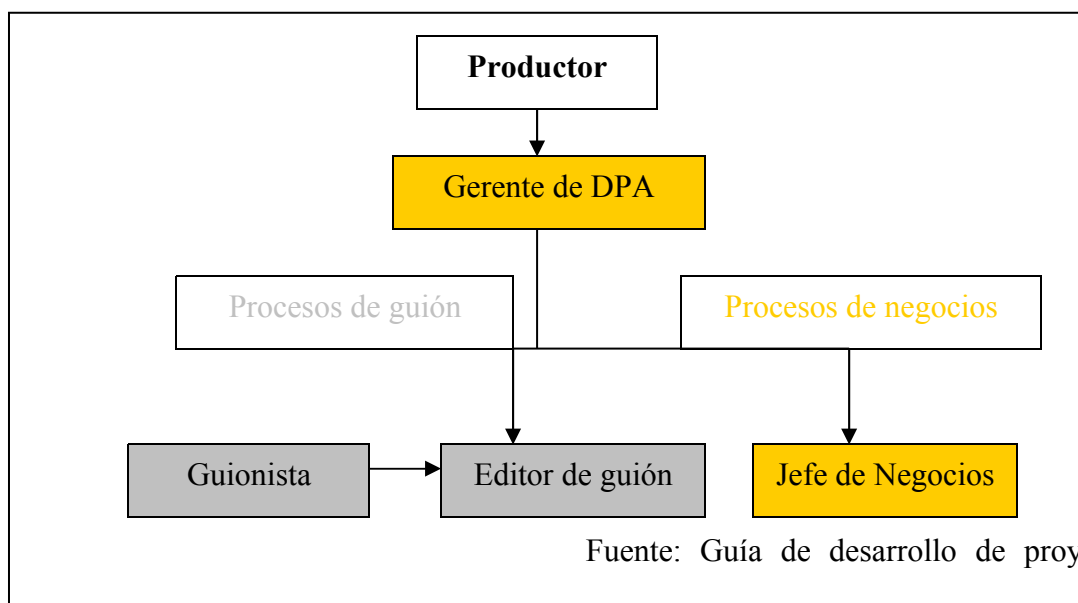 Productor
Gerente de DPA
Procesos de guión
Procesos de negocios
Guionista
Editor de guión
Jefe de Negocios
Fuente: Guía de desarrollo de proy